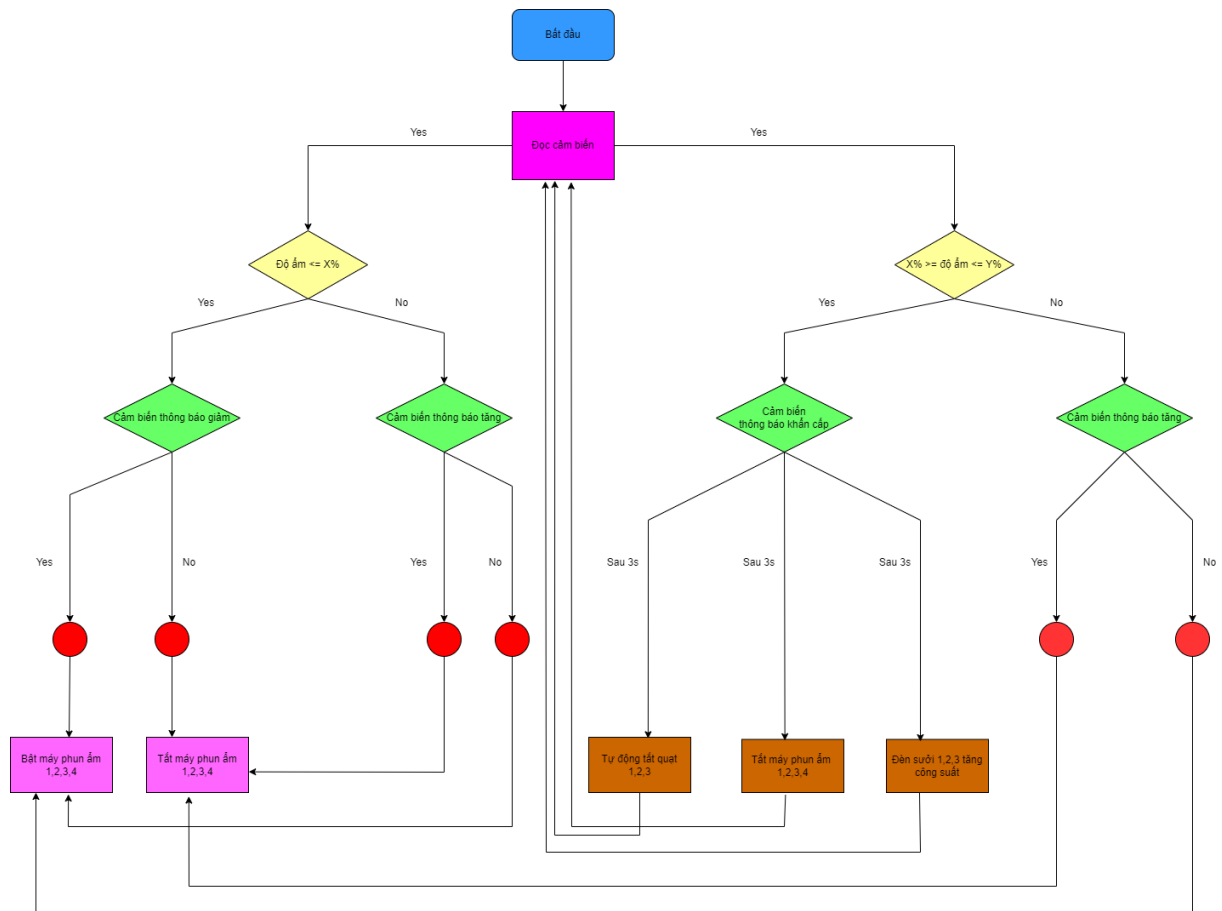 Bắt đầu
Yes
Yes
Đọc cảm biến
Độ ẩm <= X%
X% >= độ ẩm <= Y%
Yes
No
Yes
No
Cảm biến thông báo giảm
Cảm biến thông báo tăng
Cảm biến
thông báo khẩn cấp
Cảm biến thông báo tăng
Yes
No
Yes
No
Sau 3s
Sau 3s
Sau 3s
Yes
No
Bật máy phun ẩm
1,2,3,4
Tắt máy phun ẩm
1,2,3,4
Tự động tắt quạt
1,2,3
Tắt máy phun ẩm
1,2,3,4
Đèn sưởi 1,2,3 tăng
công suất